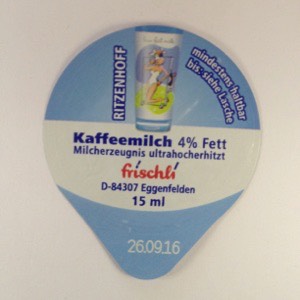 RITZENHOFF
mindestens haltbar
bis: siehe Lasche
Kaffeemilch 4% Fett
Milcherzeugnis ultrahocherhitzt
frischli
D-84307 Eggenfelden
15 ml
26.09.16